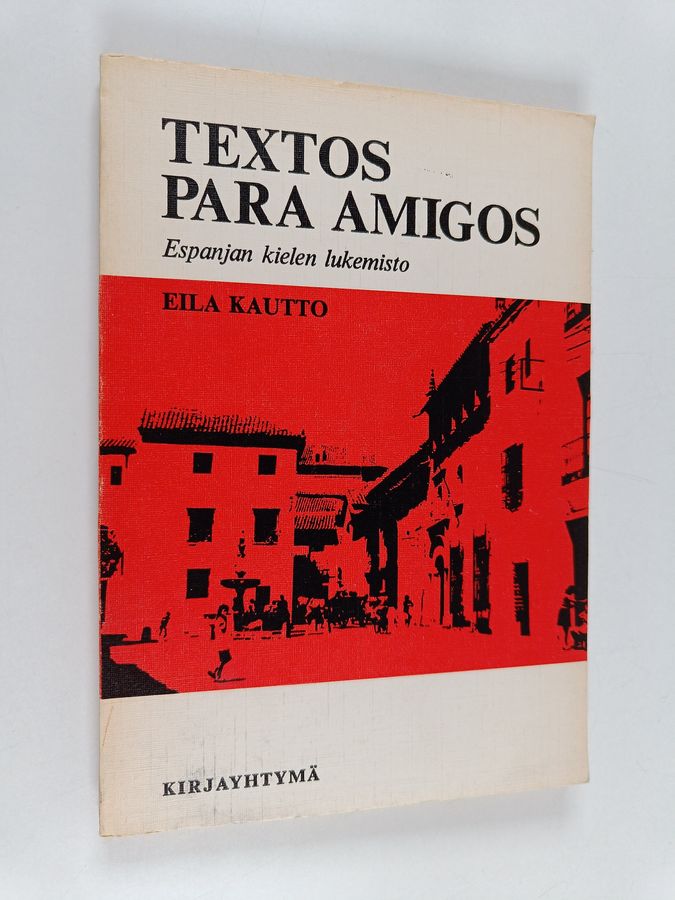 TEXTOS
PARA AMIGOS
Espanjan kielen lukemisto
EILA KAUTTO
KIRJAYHTYMÄ